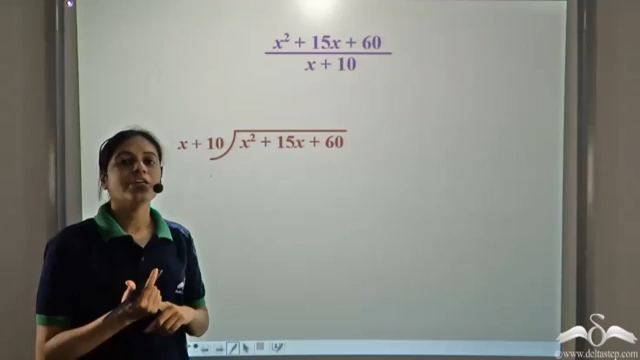 x² + 15x + 60
x + 10
x + 10 x² + 15x + 60
©www.deltastep.com